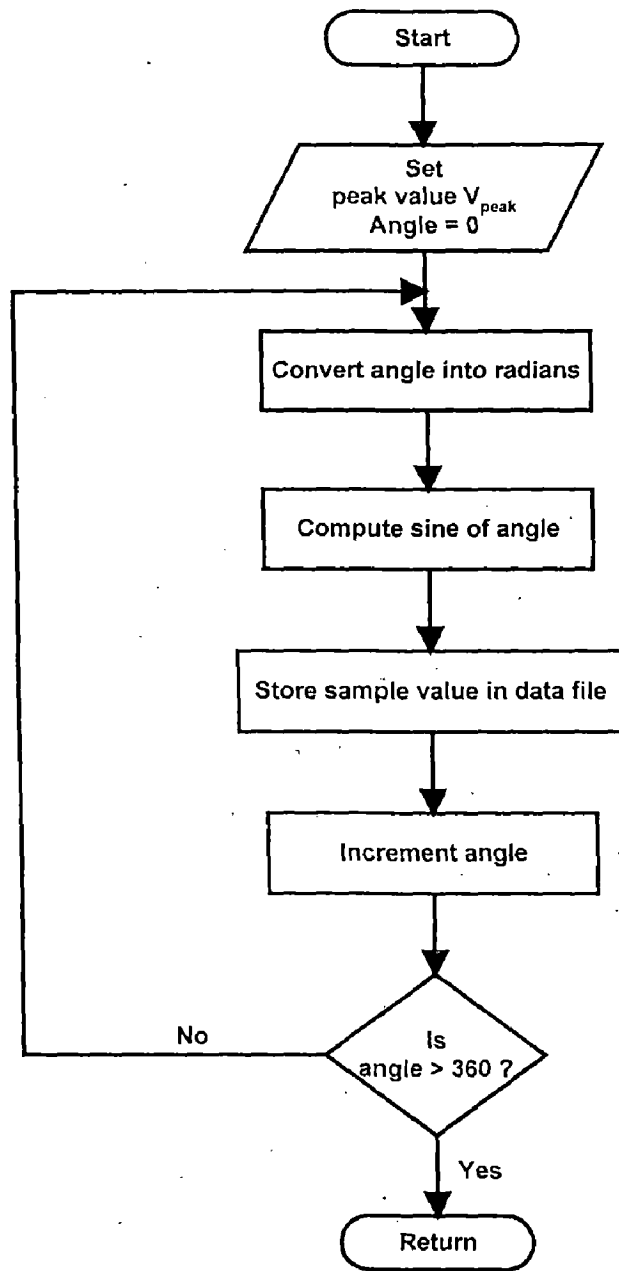 Start
Set
peak value Vpeak
Angle = 0
Convert angle into radians
Compute sine of angle
Store sample value in data file
Increment angle
Is
angle > 360 ?
No
Yes
Return